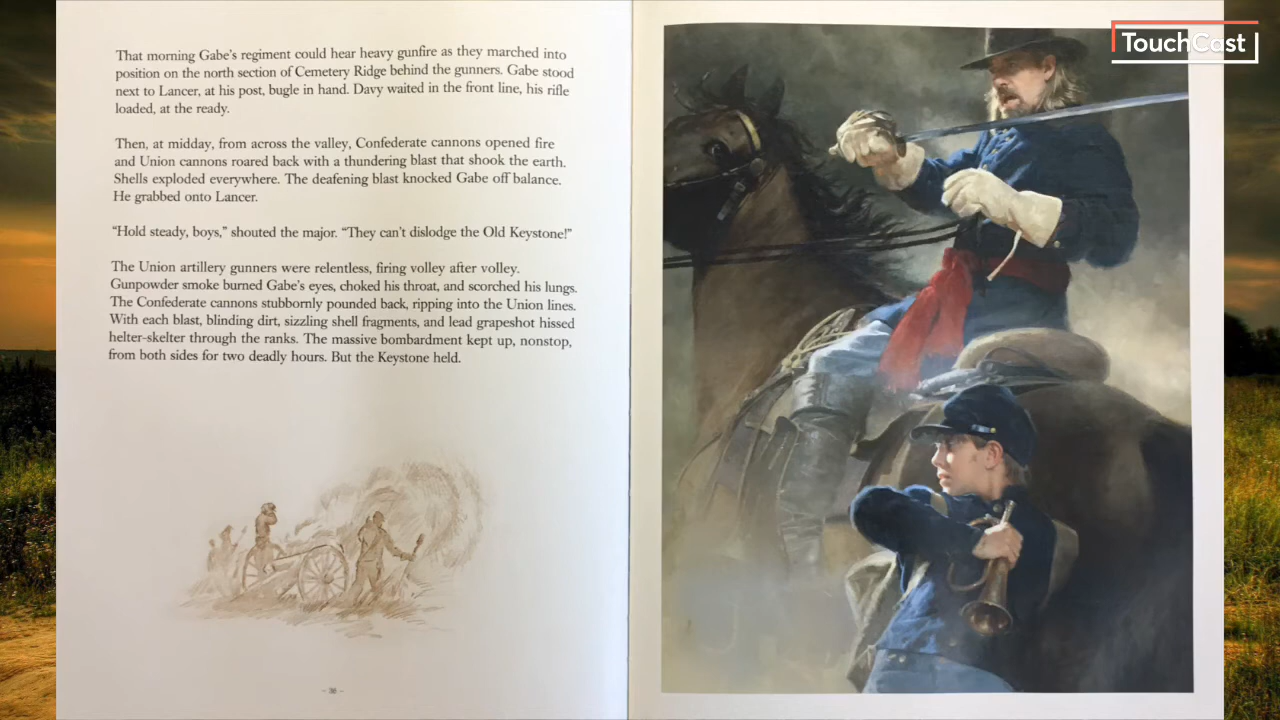 That morning Gabe's regiment could hear heavy gunfire as they marched into
position on the north section of Cemetery Ridge behind the gunners. Gabe stood
next to Lancer, at his post, bugle in hand. Davy waited in the front line, his rifle
loaded, at the ready.
Then, at midday, from across the valley, Confederate cannons opened fire
and Union cannons roared back with a thundering blast that shook the earth.
Shells exploded everywhere. The deafening blast knocked Gabe off balance.
He grabbed onto Lancer.
“Hold steady, boys,” shouted the major. “They can't dislodge the Old Keystone!”
The Union artillery gunners were relentless, firing volley after volley.
Gunpowder smoke burned Gabe's eyes, choked his throat, and scorched his lungs.
The Confederate cannons stubbornly pounded back, ripping into the Union lines.
With each blast, blinding dirt, sizzling shell fragments, and lead grapeshot hissed
helter-skelter through the ranks. The massive bombardment kept up, nonstop,
from both sides for two deadly hours. But the Keystone held.
TouchCast